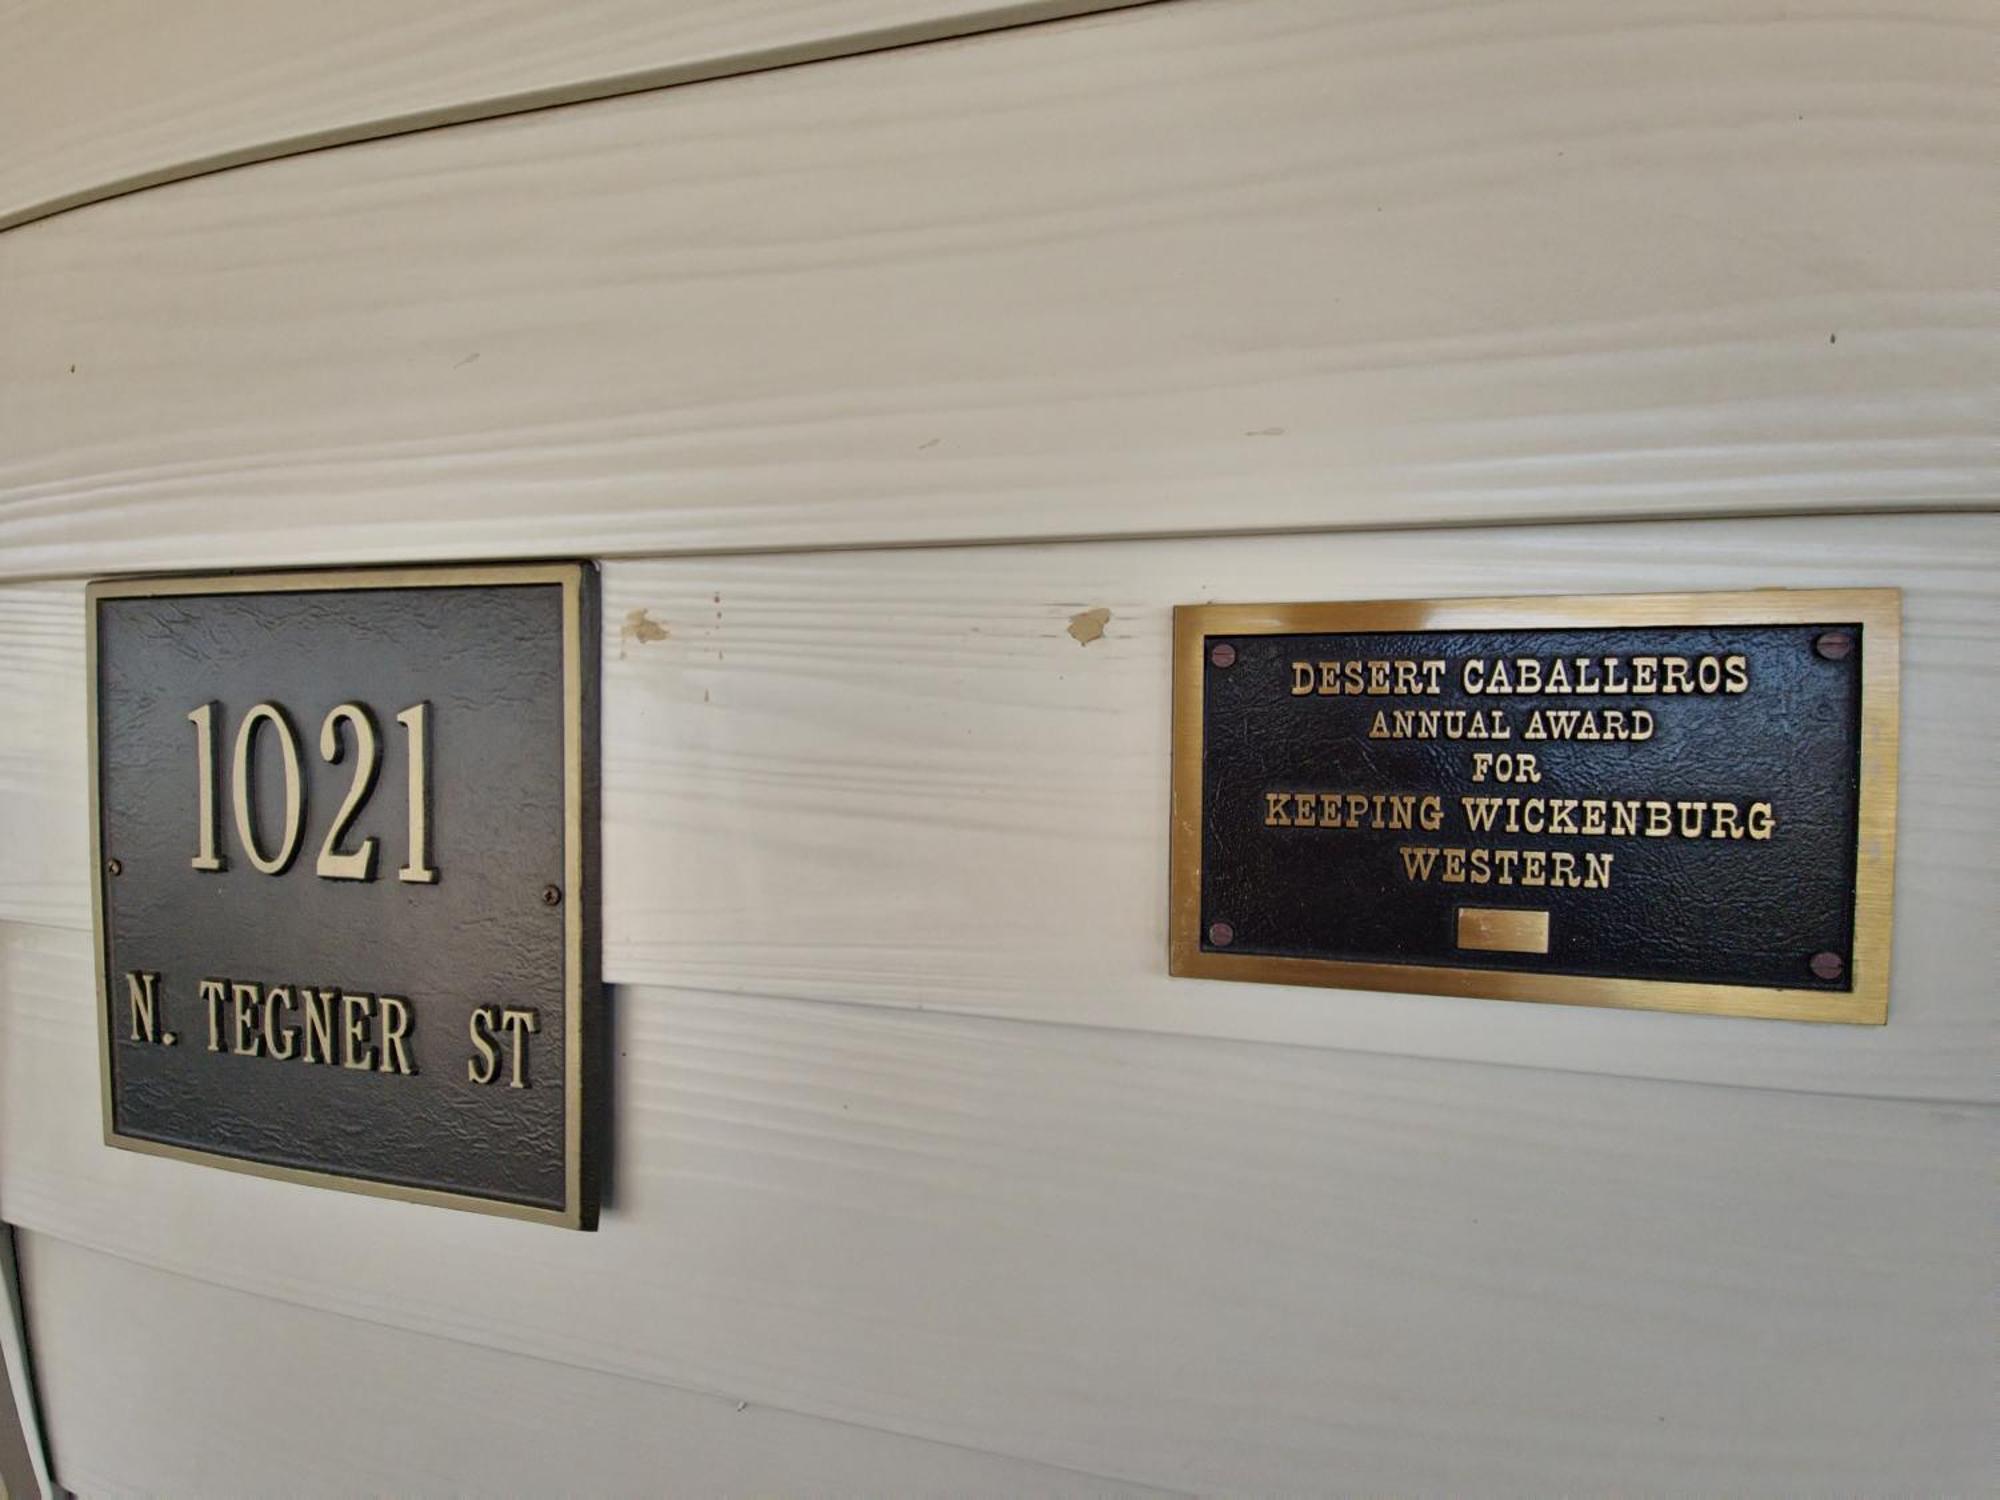 1021
N. TEGNER ST
DESERT CABALLEROS
ANNUAL AWARD
FOR
KEEPING WICKENBURG
WESTERN